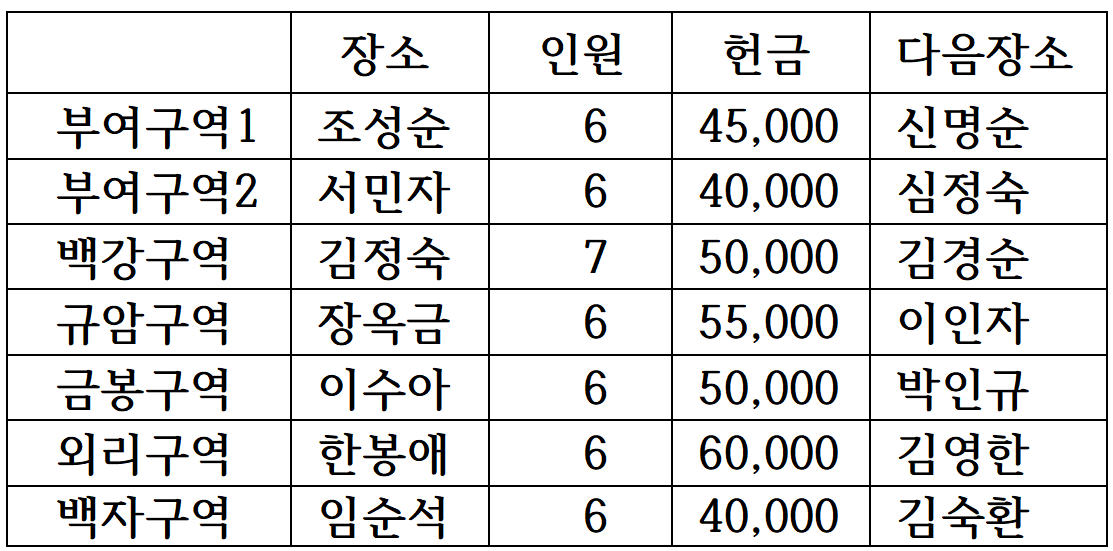 장소 인원 헌금 다음장소
부여구역1 조성순 6 45,000 신명순
부여구역2 서민자 6 40,000 심정숙
백강구역 김정숙 7 50,000 김경순
규암구역 장옥금 6 55,000 이인자
금봉구역 이수아 6 50,000 박인규
외리구역 한봉애 6 60,000 김영한
백자구역 임순석 6 40,000 김숙환